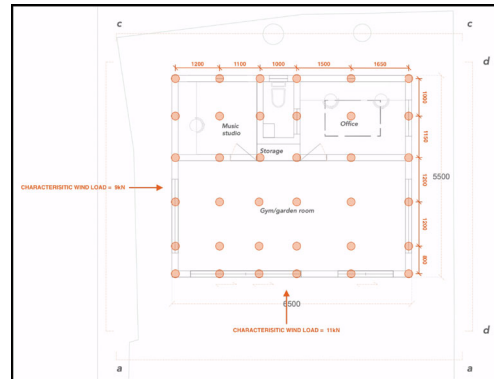 c
c
1200
1100
1000
1500
1650
d
d
1000
Music
studio
Office
1150
Storage
5500
1200
CHARACTERISITIC WIND LOAD = 9kN
Gym/garden room
1200
800
6500
CHARACTERISITIC WIND LOAD = 11kN
d
d
a
a